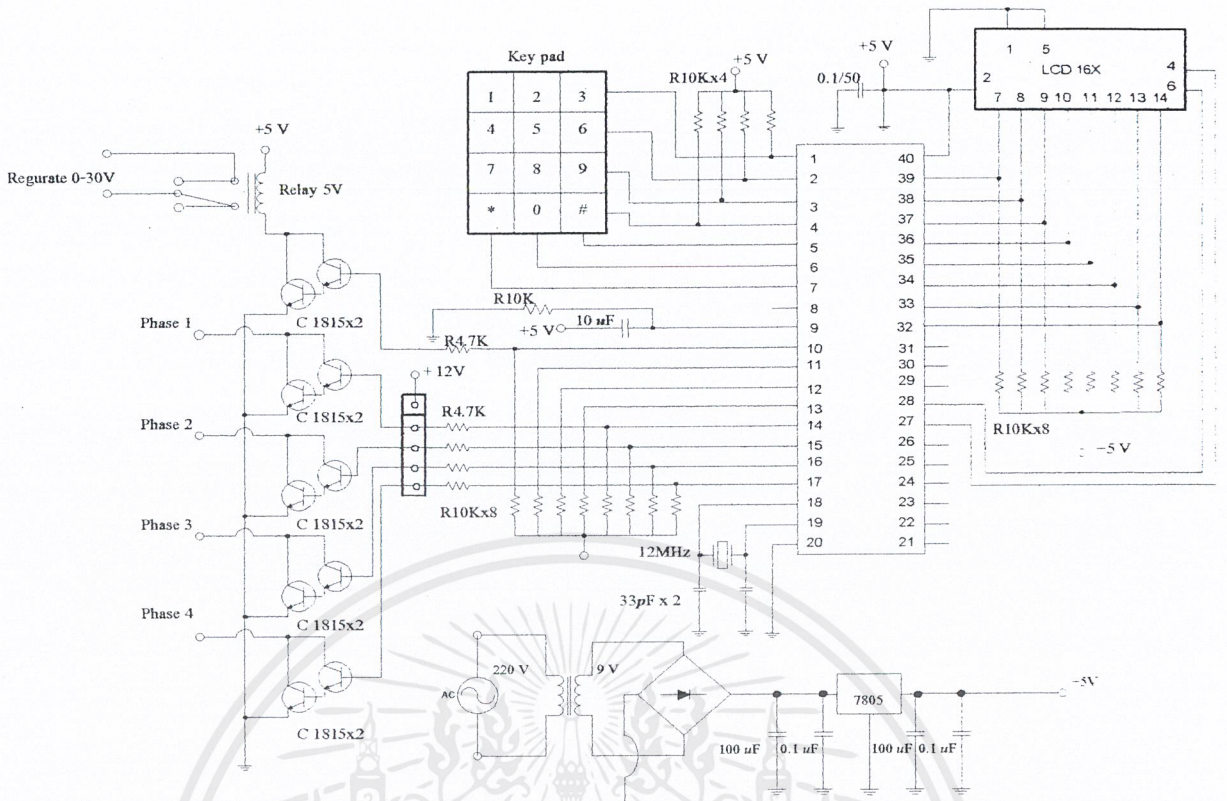 Key pad
1 2 3
4 5 6
7 8 9
* 0 #
R10Kx4
+5 V
0.1/50
+5 V
1 5
LCD 16X
2
4
6
7 8 9 10 11 12 13 14
+5 V
Relay 5V
Regurate 0-30V
C 1815x2
Phase 1
C 1815x2
Phase 2
C 1815x2
Phase 3
C 1815x2
Phase 4
C 1815x2
R10K
+5 V
10 uF
R4.7K
+12V
R4.7K
R10Kx8
12MHz
33pF x 2
1 40
2 39
3 38
4 37
5 36
6 35
7 34
8 33
9 32
10 31
11 30
12 29
13 28
14 27
15 26
16 25
17 24
18 23
19 22
20 21
R10Kx8
−5 V
AC
220 V
9 V
100 uF
0.1 uF
7805
100 uF
0.1 uF
−5V